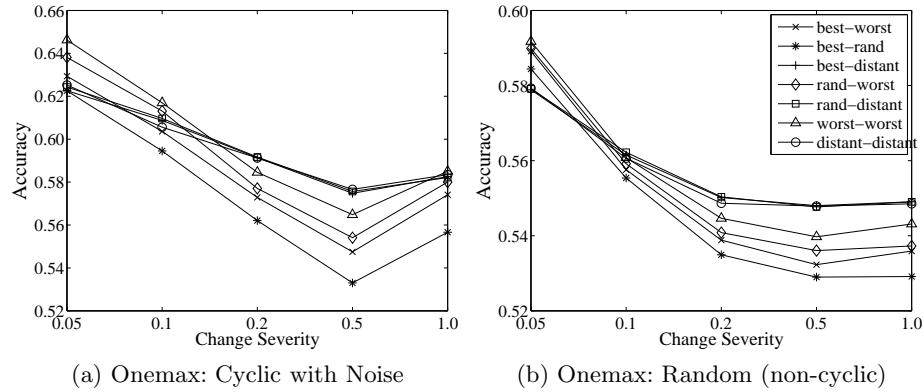 0.66
0.64
0.62
0.6
0.58
0.56
0.54
0.52
Accuracy
0.05 0.1 0.2 0.5 1.0
Change Severity
(a) Onemax: Cyclic with Noise
0.60
0.58
0.56
0.54
0.52
Accuracy
best−worst
best−rand
best−distant
rand−worst
rand−distant
worst−worst
distant−distant
0.05 0.1 0.2 0.5 1.0
Change Severity
(b) Onemax: Random (non-cyclic)